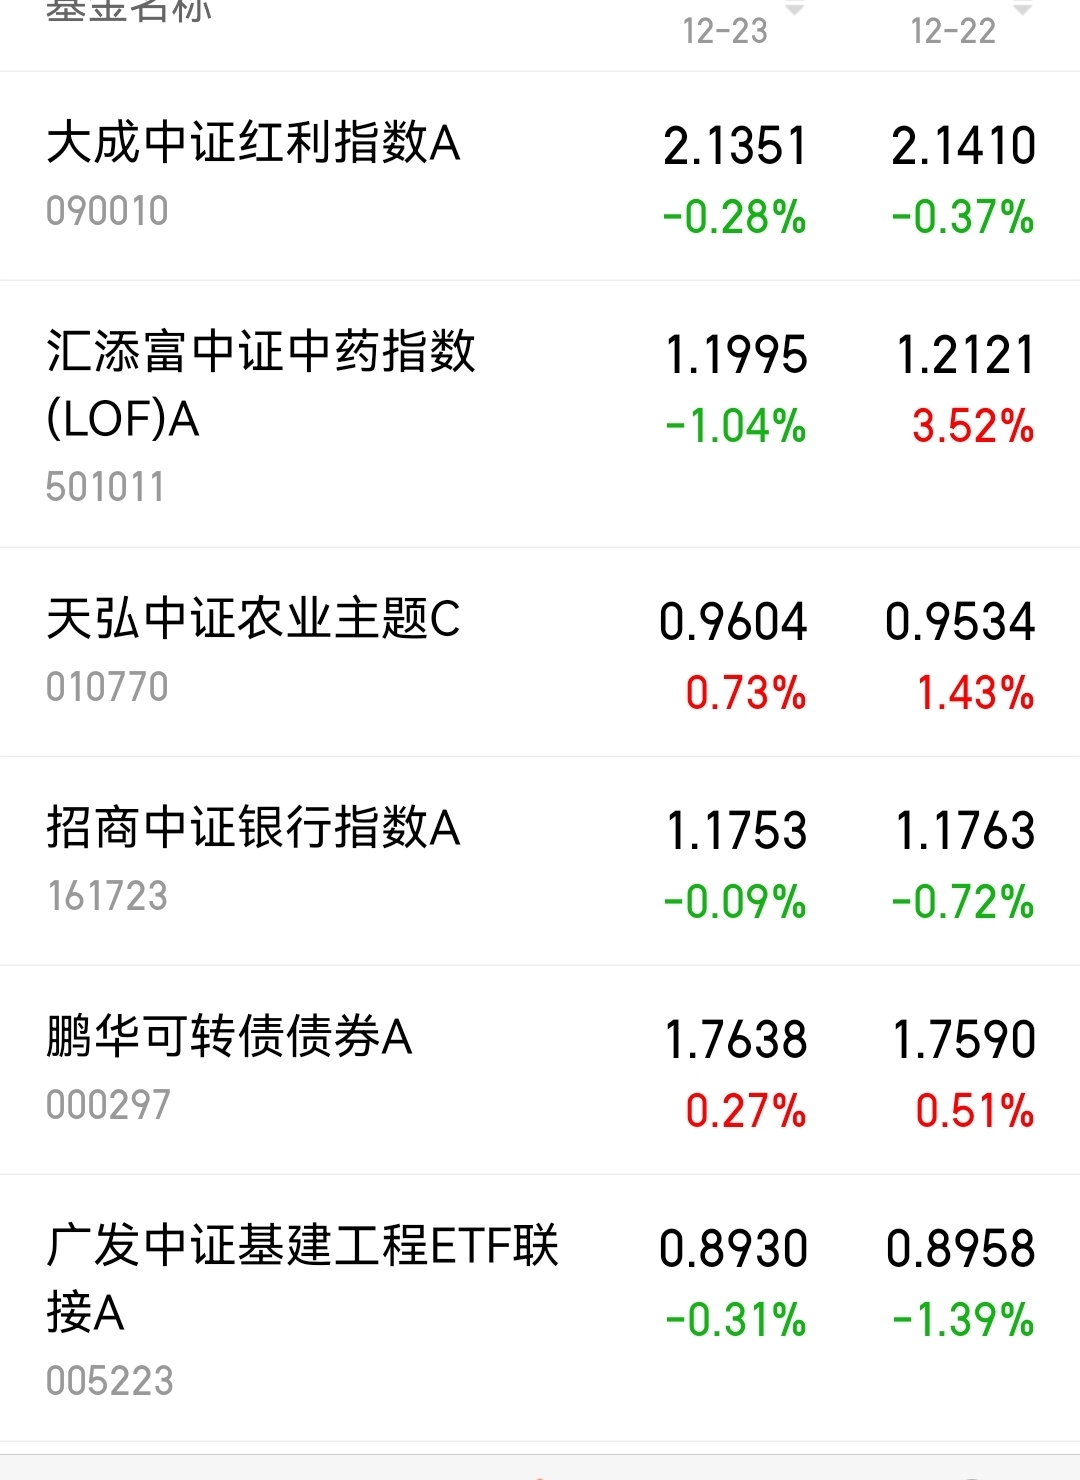 基金名称
12-23 12-22
大成中证红利指数A 2.1351 2.1410
090010 -0.28% -0.37%
汇添富中证中药指数 1.1995 1.2121
(LOF)A -1.04% 3.52%
501011
天弘中证农业主题C 0.9604 0.9534
010770 0.73% 1.43%
招商中证银行指数A 1.1753 1.1763
161723 -0.09% -0.72%
鹏华可转债债券A 1.7638 1.7590
000297 0.27% 0.51%
广发中证基建工程ETF联 0.8930 0.8958
接A -0.31% -1.39%
005223